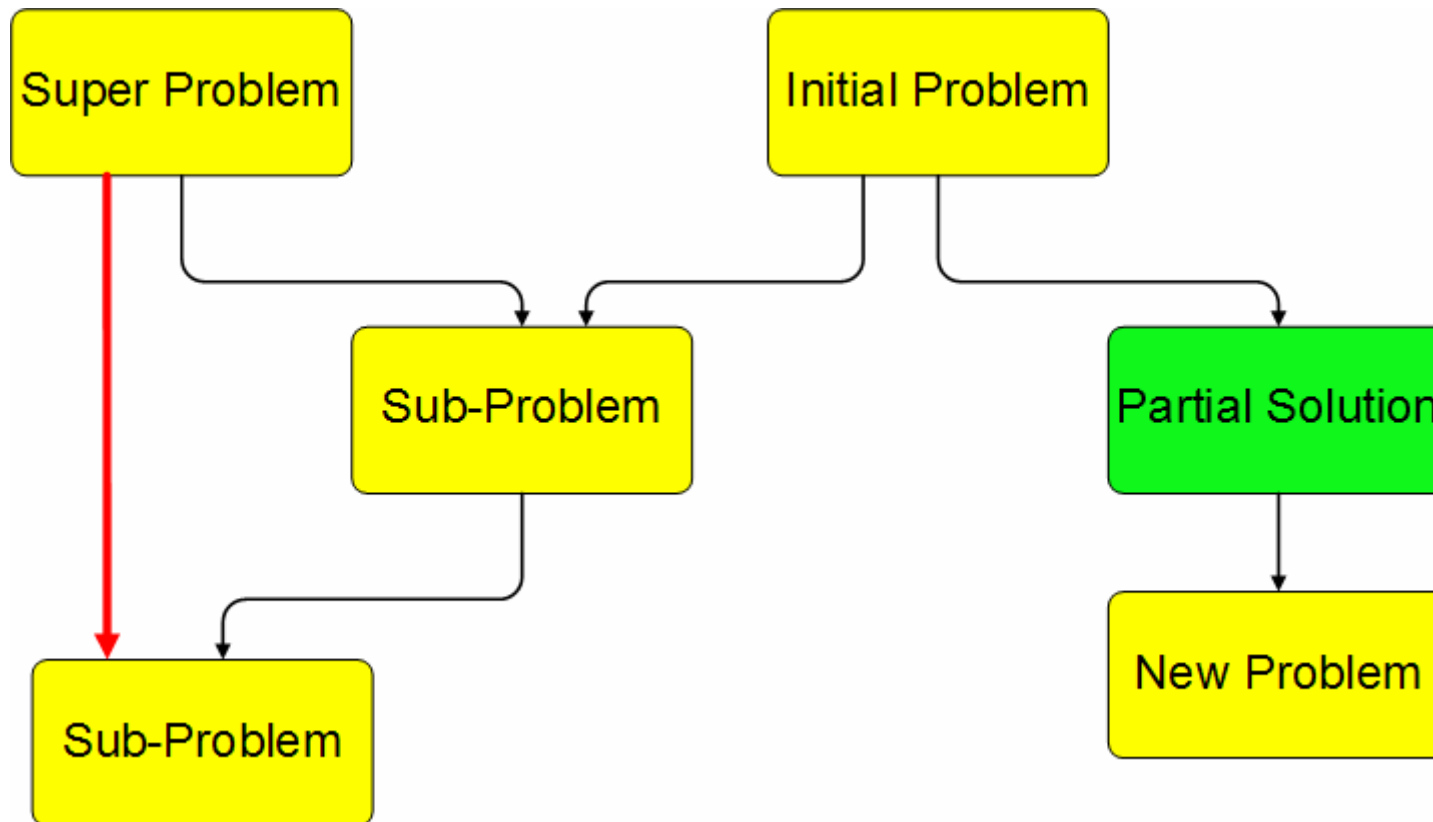 Super Problem
Initial Problem
Sub-Problem
Partial Solution
New Problem
Sub-Problem